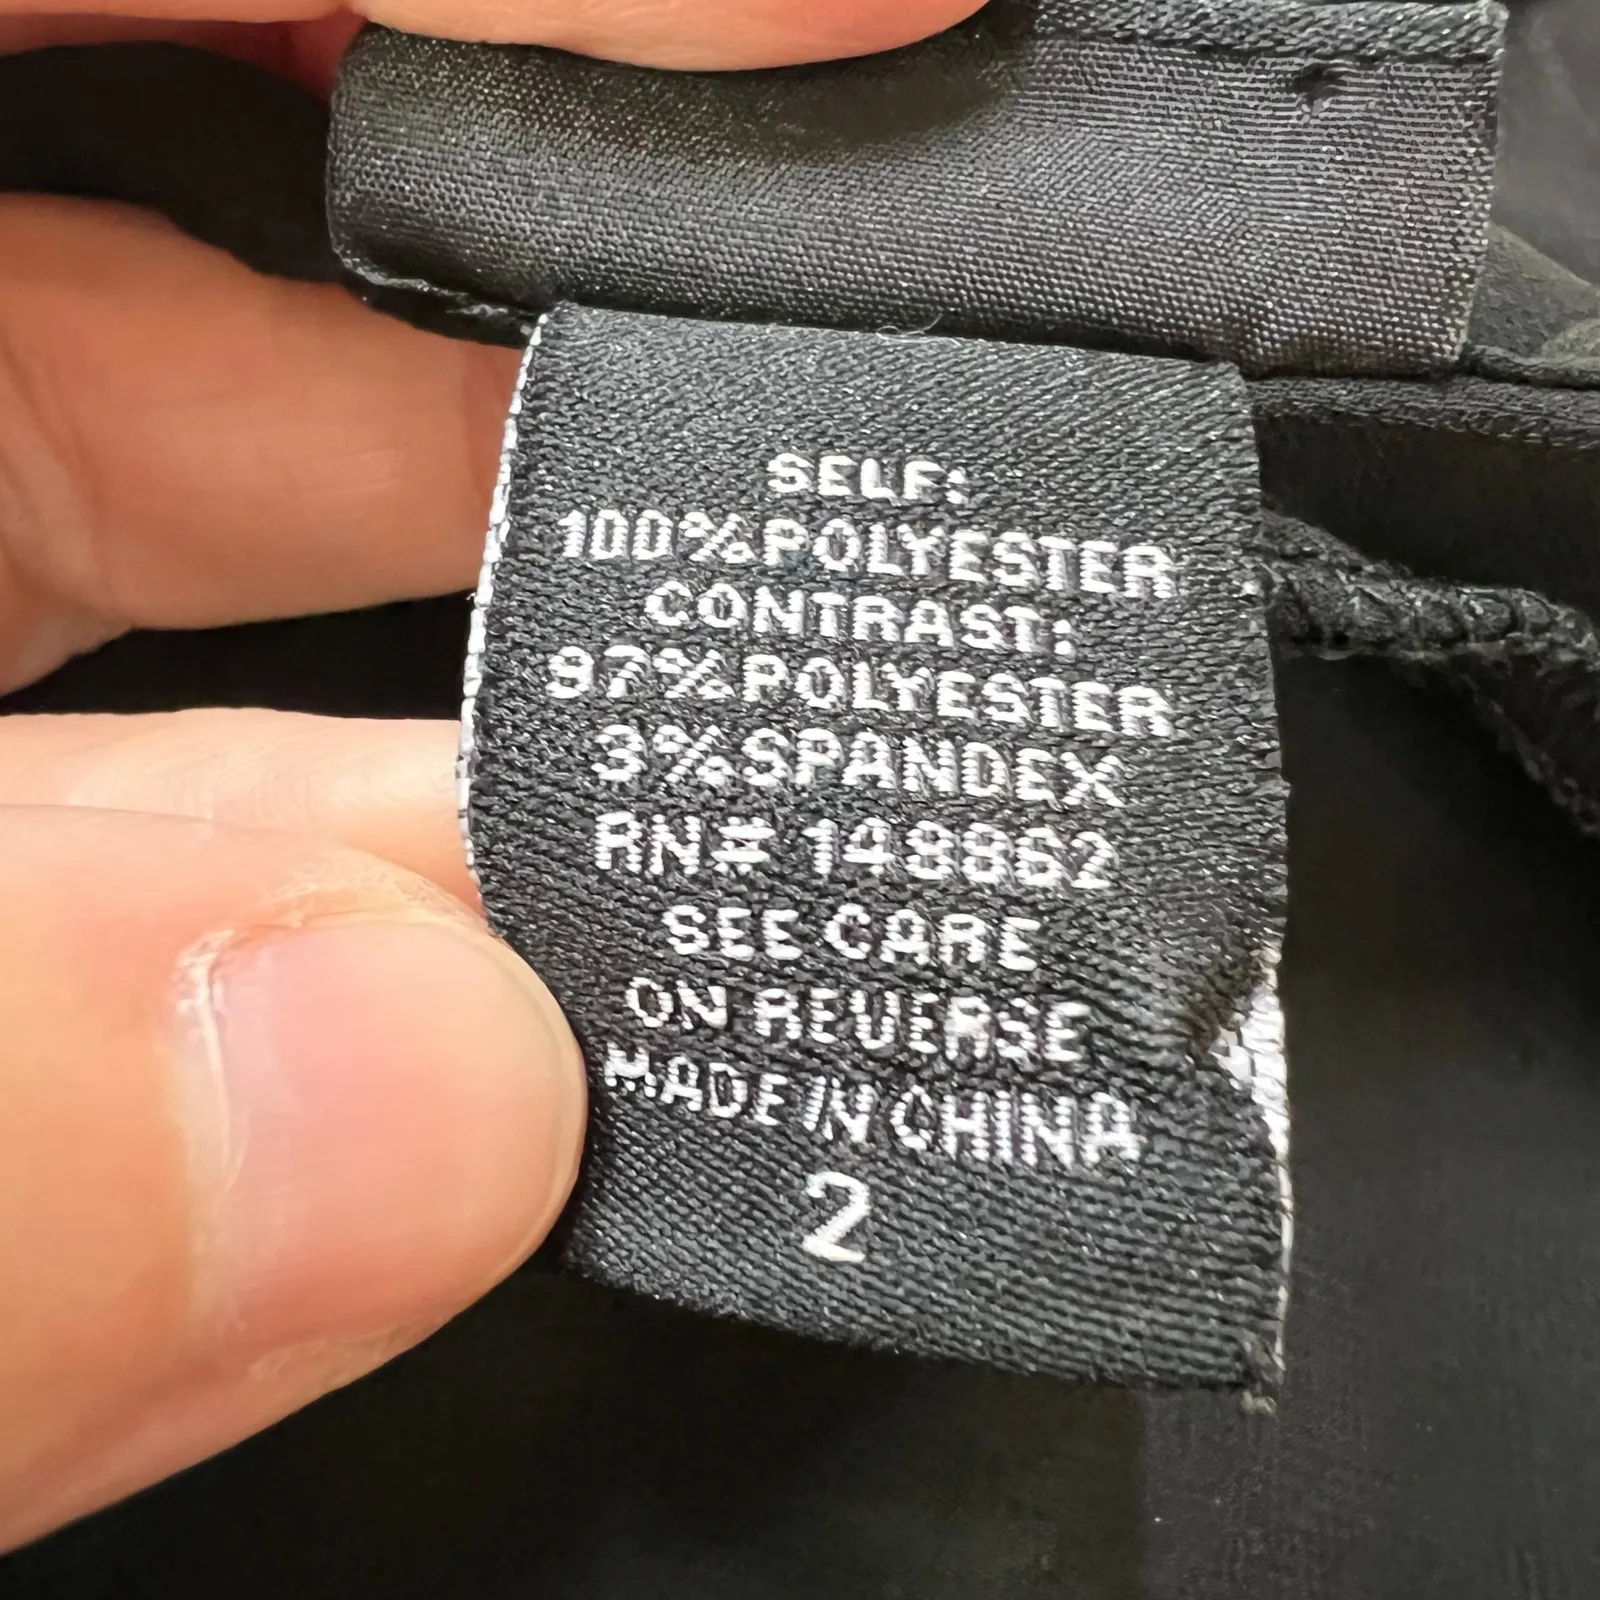 SELF:
100%POLYESTER
CONTRAST:
97%POLYESTER
3%SPANDEX
RN# 148862
SEE CARE
ON REVERSE
MADE IN CHINA
2